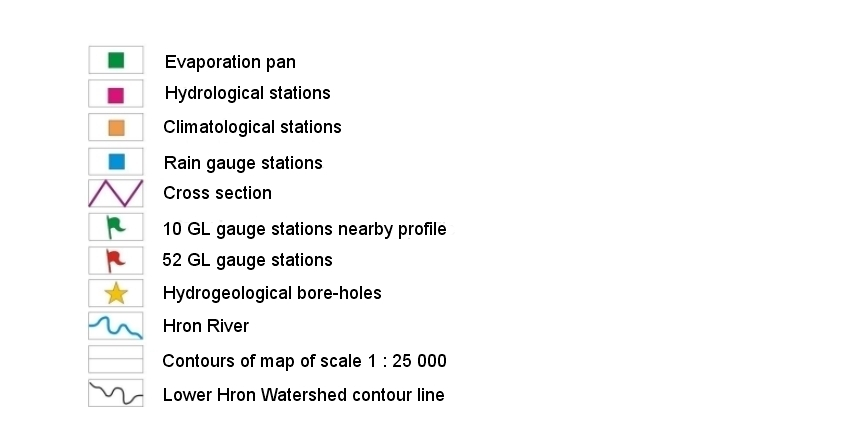 Evaporation pan
Hydrological stations
Climatological stations
Rain gauge stations
Cross section
10 GL gauge stations nearby profile
52 GL gauge stations
Hydrogeological bore-holes
Hron River
Contours of map of scale 1 : 25 000
Lower Hron Watershed contour line